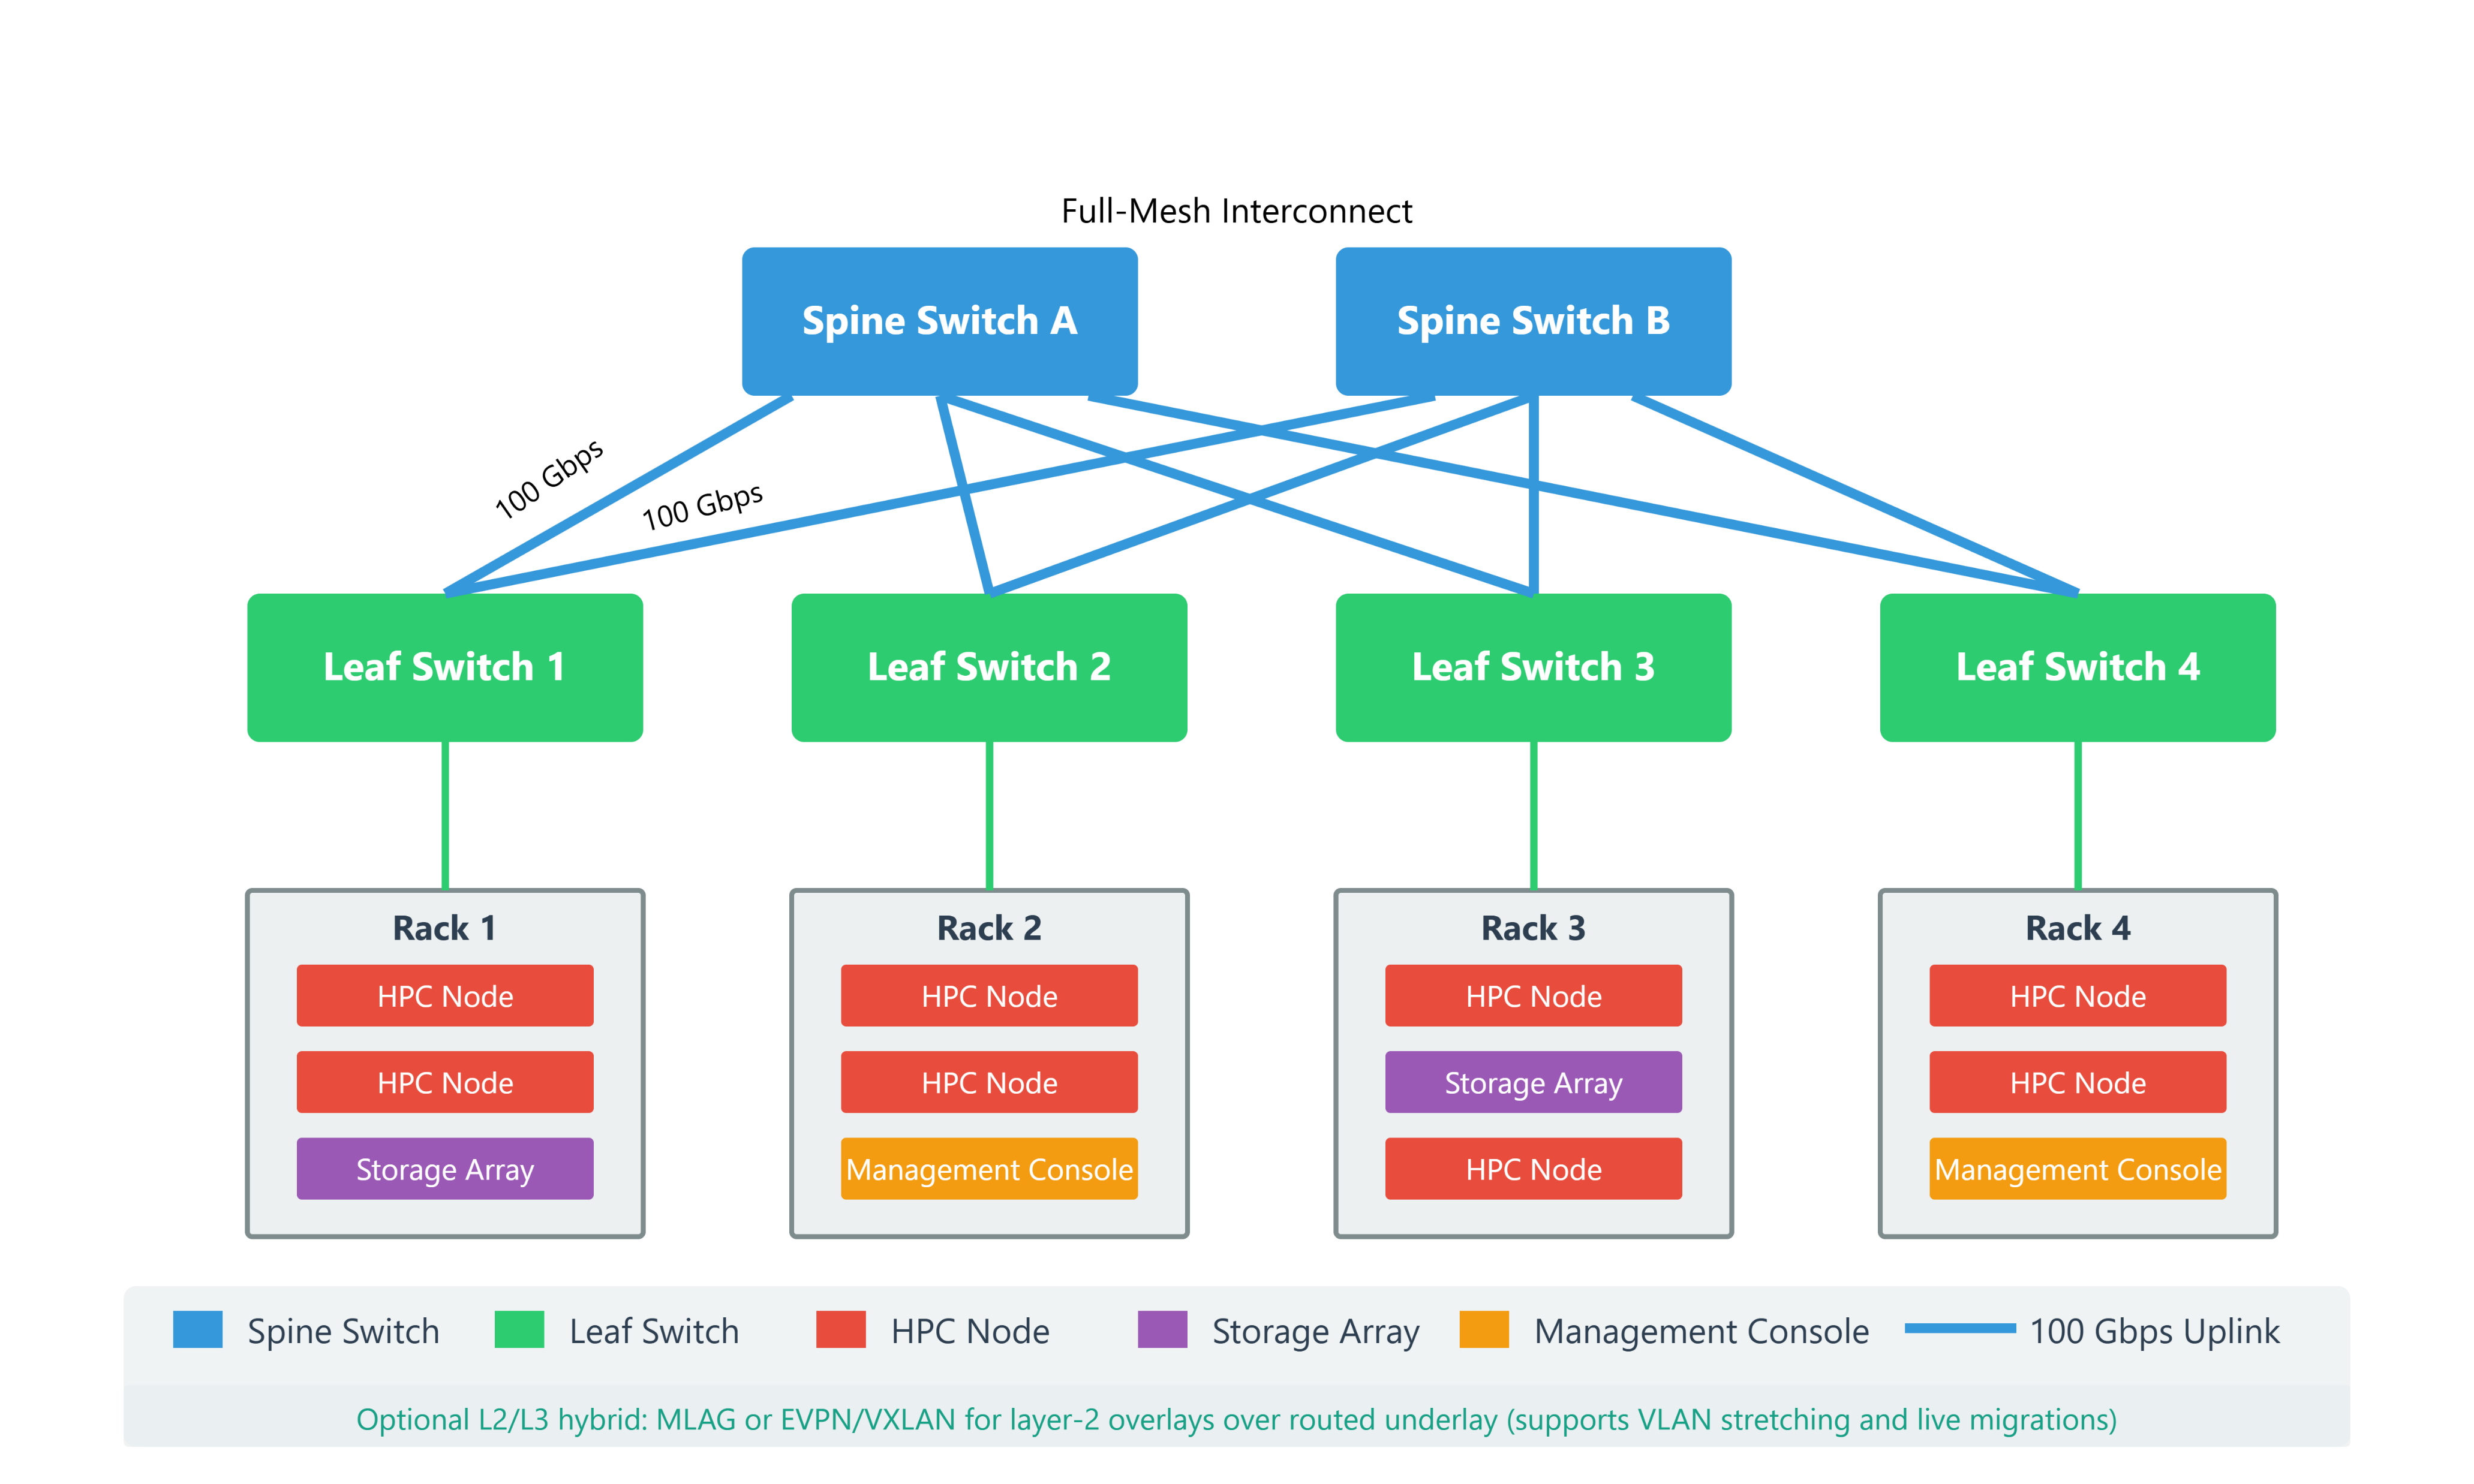 Full-Mesh Interconnect
Spine Switch A
Spine Switch B
100 Gbps
100 Gbps
Leaf Switch 1
Leaf Switch 2
Leaf Switch 3
Leaf Switch 4
Rack 1
HPC Node
HPC Node
Storage Array
Rack 2
HPC Node
HPC Node
Management Console
Rack 3
HPC Node
Storage Array
HPC Node
Rack 4
HPC Node
HPC Node
Management Console
Spine Switch
Leaf Switch
HPC Node
Storage Array
Management Console
100 Gbps Uplink
Optional L2/L3 hybrid: MLAG or EVPN/VXLAN for layer-2 overlays over routed underlay (supports VLAN stretching and live migrations)